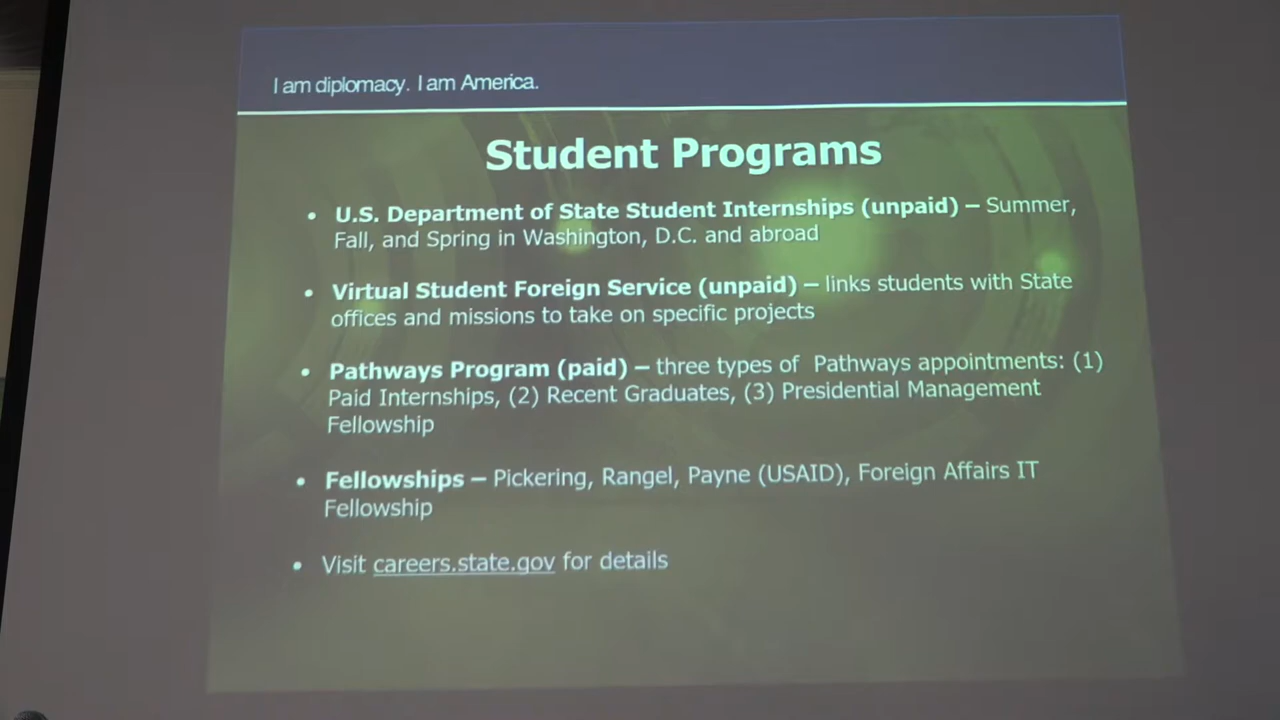 I am diplomacy. I am America.
Student Programs
• U.S. Department of State Student Internships (unpaid) – Summer,
Fall, and Spring in Washington, D.C. and abroad
• Virtual Student Foreign Service (unpaid) – links students with State
offices and missions to take on specific projects
• Pathways Program (paid) – three types of Pathways appointments: (1)
Paid Internships, (2) Recent Graduates, (3) Presidential Management
Fellowship
• Fellowships – Pickering, Rangel, Payne (USAID), Foreign Affairs IT
Fellowship
• Visit careers.state.gov for details